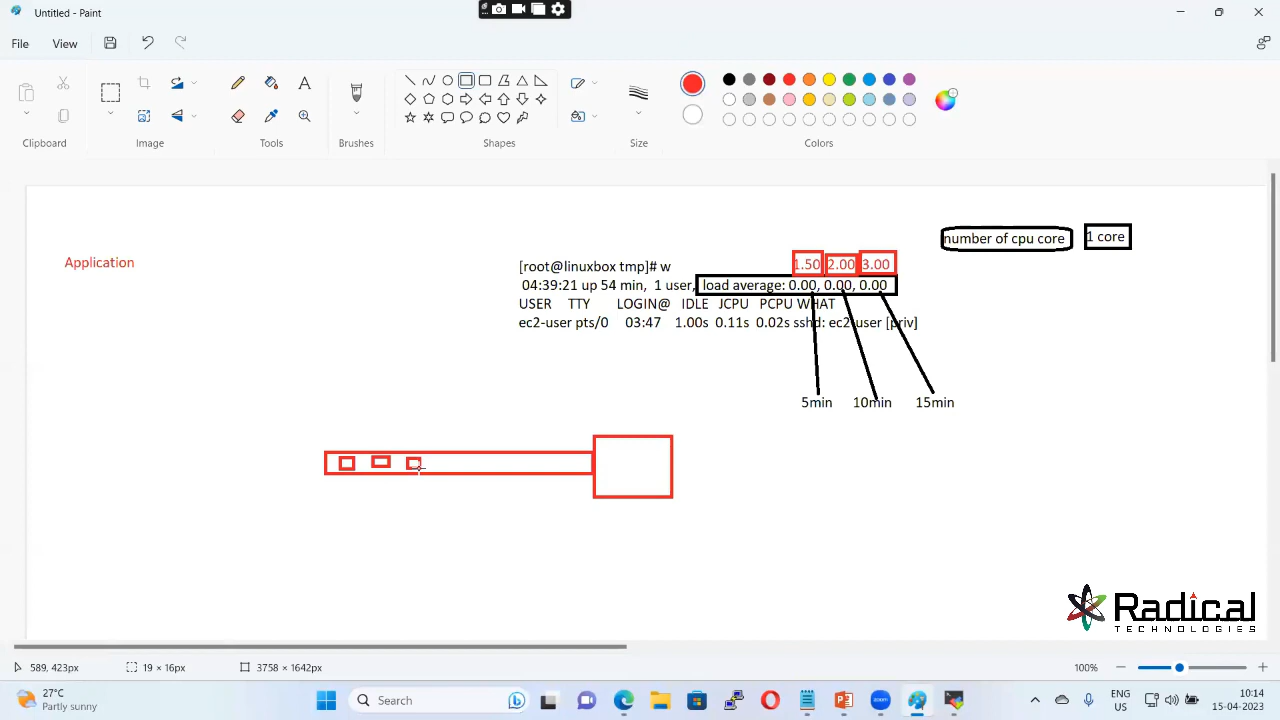 Untitled - Paint
File View
Clipboard Image Tools Brushes Shapes Size Colors
number of cpu core 1 core
Application
1.50 2.00 3.00
[root@linuxbox tmp]# w
04:39:21 up 54 min, 1 user, load average: 0.00, 0.00, 0.00
USER TTY LOGIN@ IDLE JCPU PCPU WHAT
ec2-user pts/0 03:47 1.00s 0.11s 0.02s sshd: ec2-user [priv]
5min 10min 15min
Radical
TECHNOLOGIES
589, 423px 19 × 16px 3758 × 1642px 100%
27°C
Partly sunny
Search
ENG
US
10:14
15-04-2023